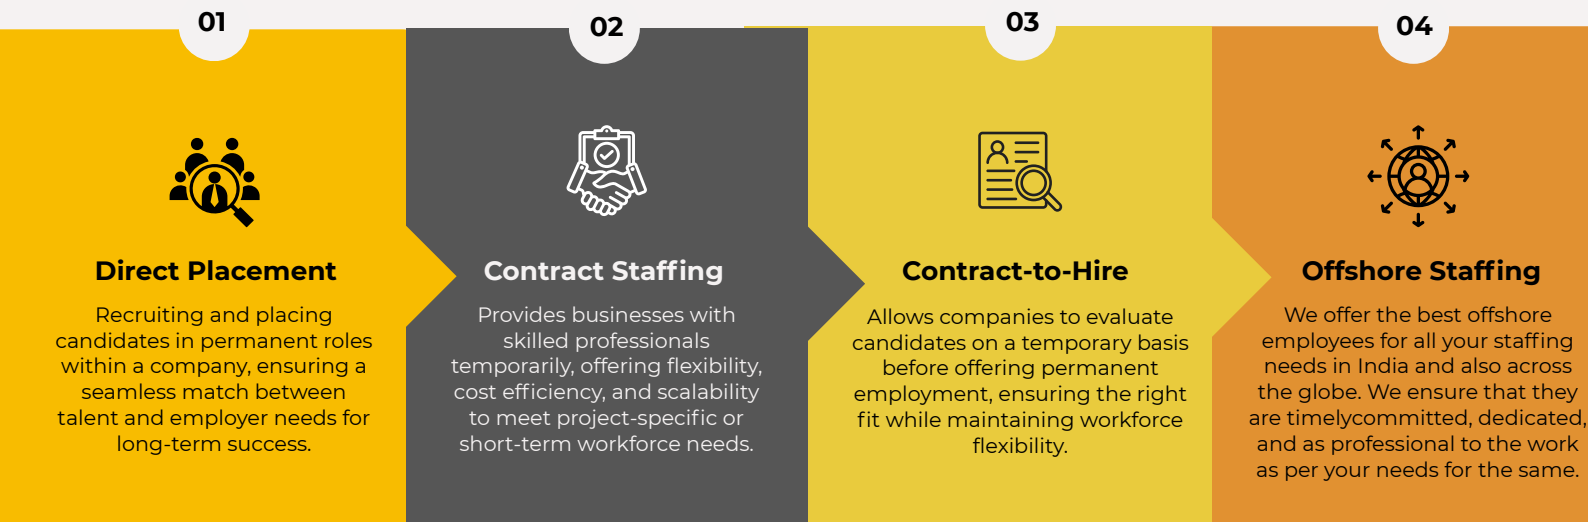 01
Direct Placement
Recruiting and placing
candidates in permanent roles
within a company, ensuring a
seamless match between
talent and employer needs for
long-term success.
02
Contract Staffing
Provides businesses with
skilled professionals
temporarily, offering flexibility,
cost efficiency, and scalability
to meet project-specific or
short-term workforce needs.
03
Contract-to-Hire
Allows companies to evaluate
candidates on a temporary basis
before offering permanent
employment, ensuring the right
fit while maintaining workforce
flexibility.
04
Offshore Staffing
We offer the best offshore
employees for all your staffing
needs in India and also across
the globe. We ensure that they
are timelycommitted, dedicated,
and as professional to the work
as per your needs for the same.